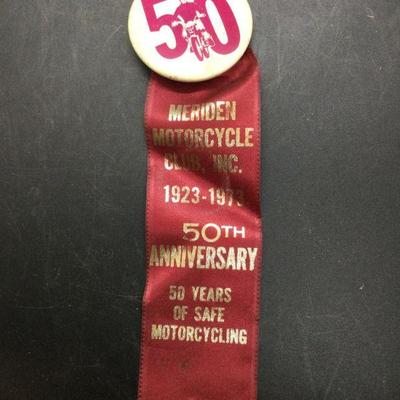 50
MERIDEN
MOTORCYCLE
CLUB, INC.
1923-1973
50TH
ANNIVERSARY
50 YEARS
OF SAFE
MOTORCYCLING